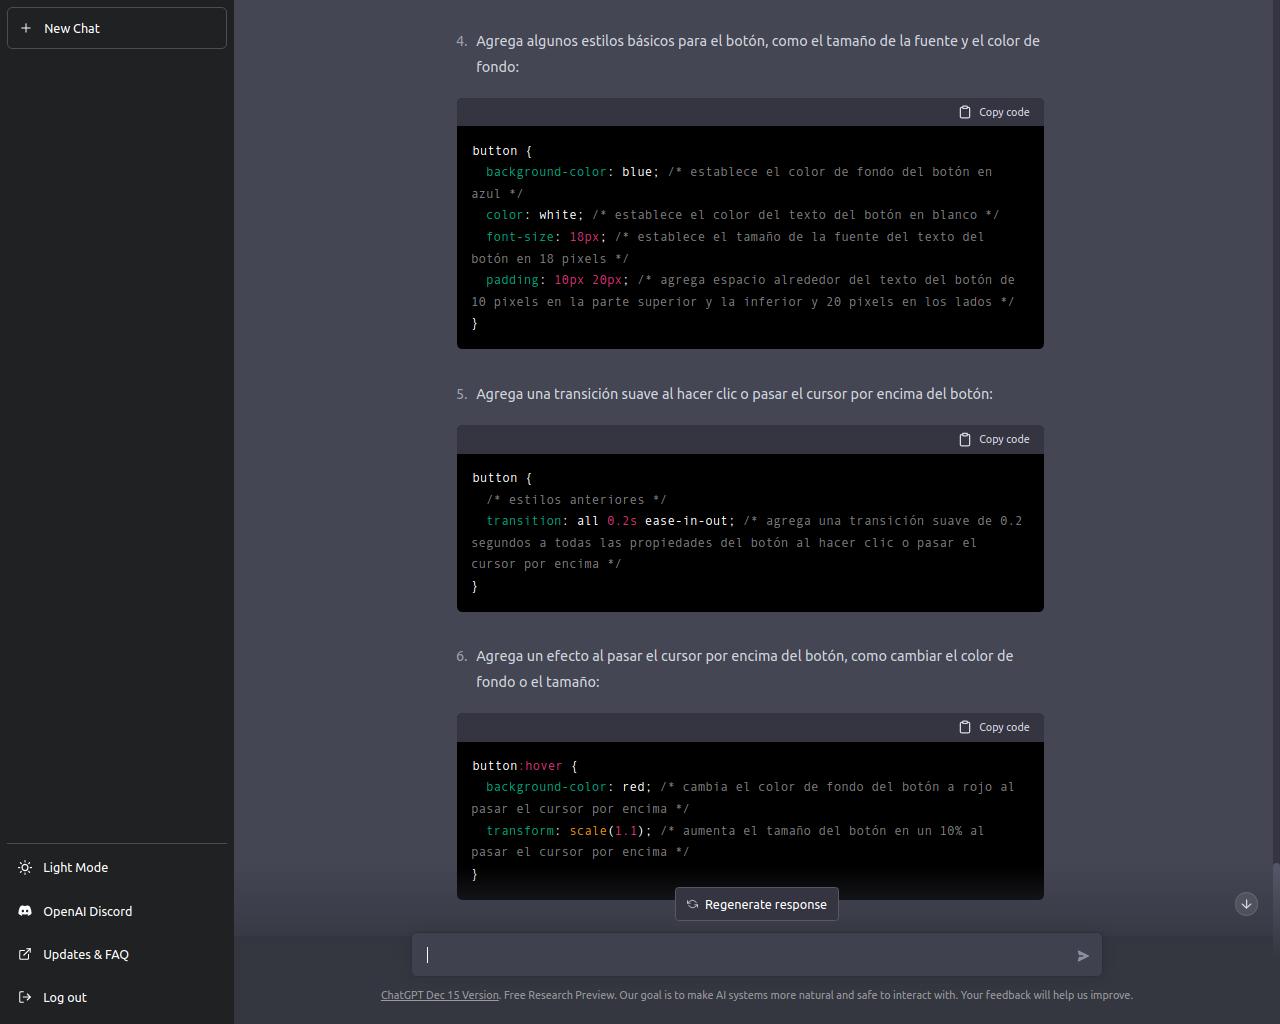 New Chat
4. Agrega algunos estilos básicos para el botón, como el tamaño de la fuente y el color de
fondo:
Copy code
button {
  background-color: blue; /* establece el color de fondo del botón en
azul */
  color: white; /* establece el color del texto del botón en blanco */
  font-size: 18px; /* establece el tamaño de la fuente del texto del
botón en 18 pixels */
  padding: 10px 20px; /* agrega espacio alrededor del texto del botón de
10 pixels en la parte superior y la inferior y 20 pixels en los lados */
}
5. Agrega una transición suave al hacer clic o pasar el cursor por encima del botón:
Copy code
button {
  /* estilos anteriores */
  transition: all 0.2s ease-in-out; /* agrega una transición suave de 0.2
segundos a todas las propiedades del botón al hacer clic o pasar el
cursor por encima */
}
6. Agrega un efecto al pasar el cursor por encima del botón, como cambiar el color de
fondo o el tamaño:
Copy code
button:hover {
  background-color: red; /* cambia el color de fondo del botón a rojo al
pasar el cursor por encima */
  transform: scale(1.1); /* aumenta el tamaño del botón en un 10% al
pasar el cursor por encima */
}
Light Mode
OpenAI Discord
Updates & FAQ
Log out
Regenerate response
ChatGPT Dec 15 Version. Free Research Preview. Our goal is to make AI systems more natural and safe to interact with. Your feedback will help us improve.